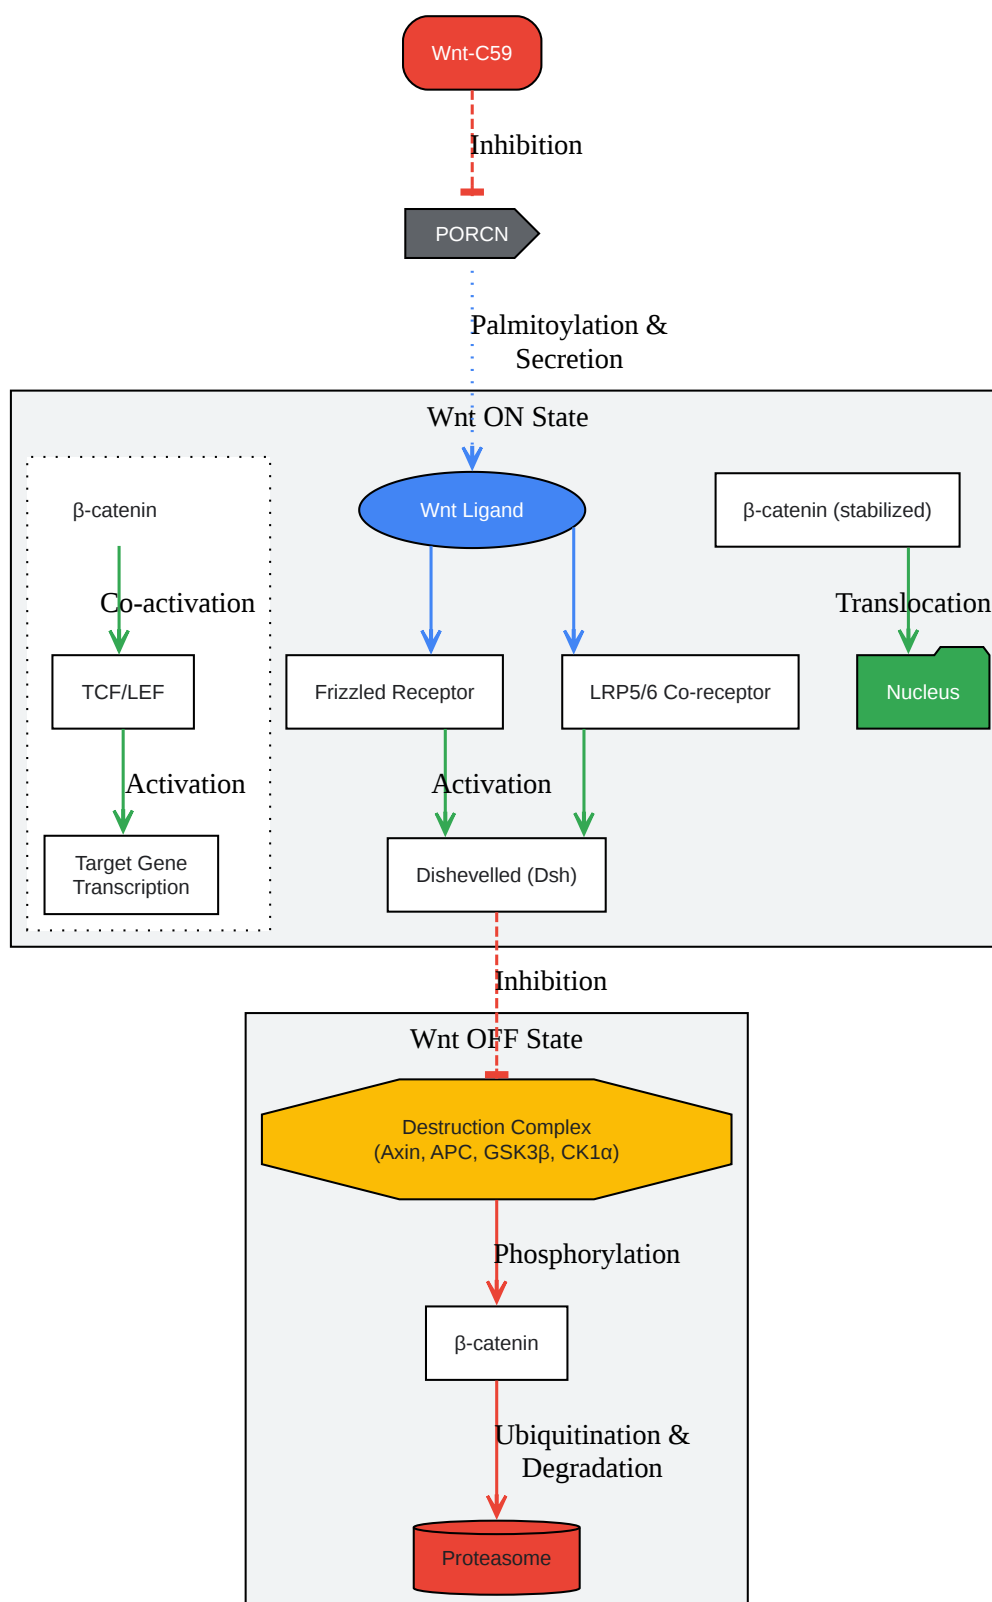 Wnt-C59
Inhibition
PORCN
Palmitoylation &
Secretion
Wnt ON State
β-catenin
Wnt Ligand
β-catenin (stabilized)
Co-activation
Translocation
TCF/LEF
Frizzled Receptor
LRP5/6 Co-receptor
Nucleus
Activation
Activation
Target Gene
Transcription
Dishevelled (Dsh)
Inhibition
Wnt OFF State
Destruction Complex
(Axin, APC, GSK3β, CK1α)
Phosphorylation
β-catenin
Ubiquitination &
Degradation
Proteasome